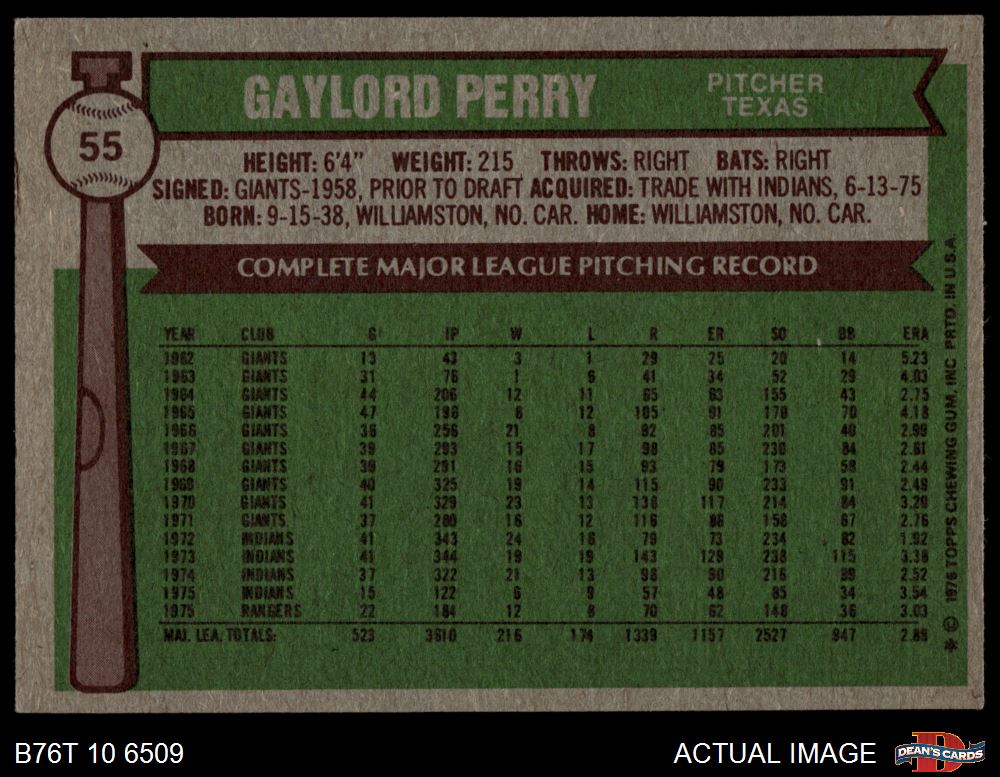 GAYLORD PERRY
PITCHER
TEXAS
55
HEIGHT: 6'4" WEIGHT: 215 THROWS: RIGHT BATS: RIGHT
SIGNED: GIANTS-1958, PRIOR TO DRAFT ACQUIRED: TRADE WITH INDIANS, 6-13-75
BORN: 9-15-38, WILLIAMSTON, NO. CAR. HOME: WILLIAMSTON, NO. CAR.
COMPLETE MAJOR LEAGUE PITCHING RECORD
YEAR CLUB G IP W L R ER SO BB ERA
1962 GIANTS 13 43 3 1 29 25 20 14 5.23
1963 GIANTS 31 76 1 6 41 34 52 29 4.03
1964 GIANTS 44 206 12 11 65 63 155 43 2.75
1965 GIANTS 47 196 8 12 105 91 170 70 4.18
1966 GIANTS 36 256 21 8 92 85 201 40 2.99
1967 GIANTS 39 293 15 17 98 85 230 84 2.61
1968 GIANTS 39 291 16 15 93 79 173 59 2.44
1969 GIANTS 40 325 19 14 115 90 233 91 2.49
1970 GIANTS 41 329 23 13 138 117 214 84 3.20
1971 GIANTS 37 280 16 12 116 86 158 67 2.76
1972 INDIANS 41 343 24 16 79 73 234 82 1.92
1973 INDIANS 41 344 19 19 143 129 238 115 3.38
1974 INDIANS 37 322 21 13 98 90 216 99 2.52
1975 INDIANS 15 122 6 9 57 48 85 34 3.54
1975 RANGERS 22 184 12 8 70 62 148 36 3.03
MAJ. LEA. TOTALS: 523 3610 216 174 1339 1157 2527 947 2.88
* © 1976 TOPPS CHEWING GUM, INC PRTD. IN U.S.A.
B76T 10 6509
ACTUAL IMAGE
DEAN'S CARDS